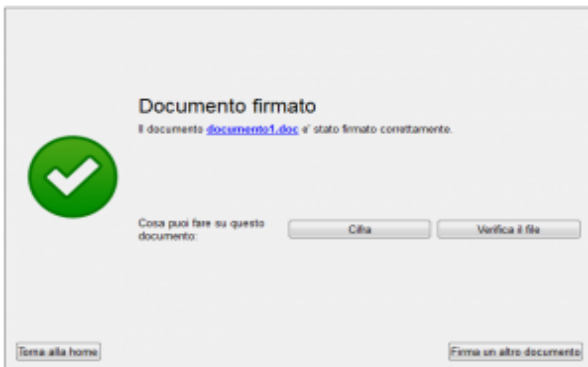 Documento firmato
Il documento documento1.doc e' stato firmato correttamente.
Cosa puoi fare su questo
documento:
Cifra
Verifica il file
Torna alla home
Firma un altro documento